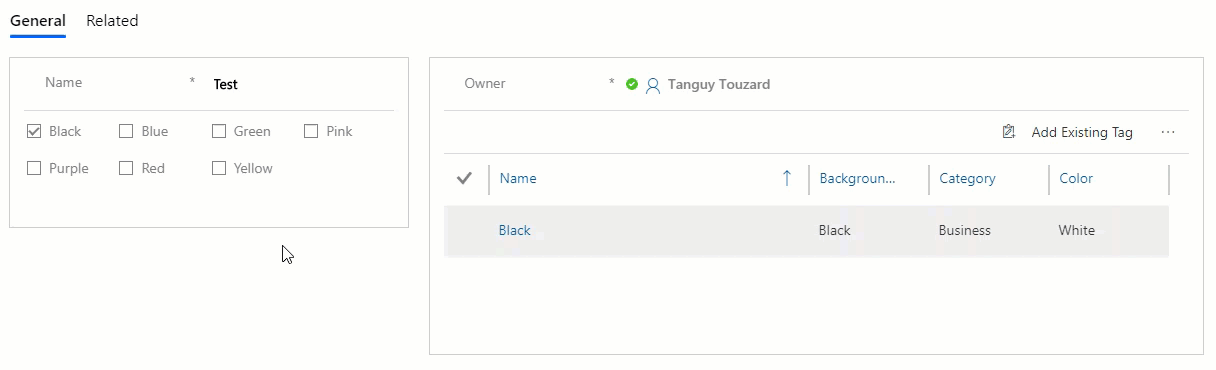 General Related
Name * Test
Black Blue Green Pink
Purple Red Yellow
Owner * Tanguy Touzard
Add Existing Tag ...
Name ↑ Backgroun... Category Color
Black Black Business White